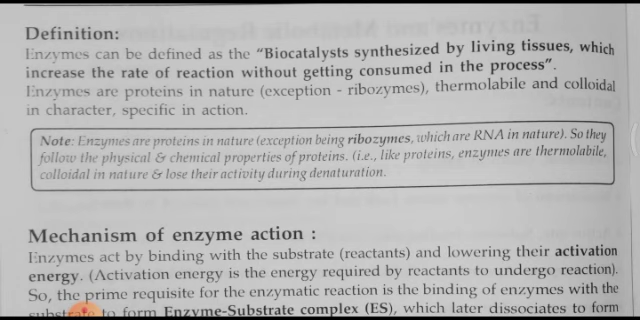 Definition:
Enzymes can be defined as the "Biocatalysts synthesized by living tissues, which
increase the rate of reaction without getting consumed in the process".
Enzymes are proteins in nature (exception - ribozymes), thermolabile and colloidal
in character, specific in action.
Note: Enzymes are proteins in nature (exception being ribozymes, which are RNA in nature). So they
follow the physical & chemical properties of proteins. (i.e., like proteins, enzymes are thermolabile,
colloidal in nature & lose their activity during denaturation.
Mechanism of enzyme action :
Enzymes act by binding with the substrate (reactants) and lowering their activation
energy. (Activation energy is the energy required by reactants to undergo reaction).
So, the prime requisite for the enzymatic reaction is the binding of enzymes with the
substrate to form Enzyme-Substrate complex (ES), which later dissociates to form